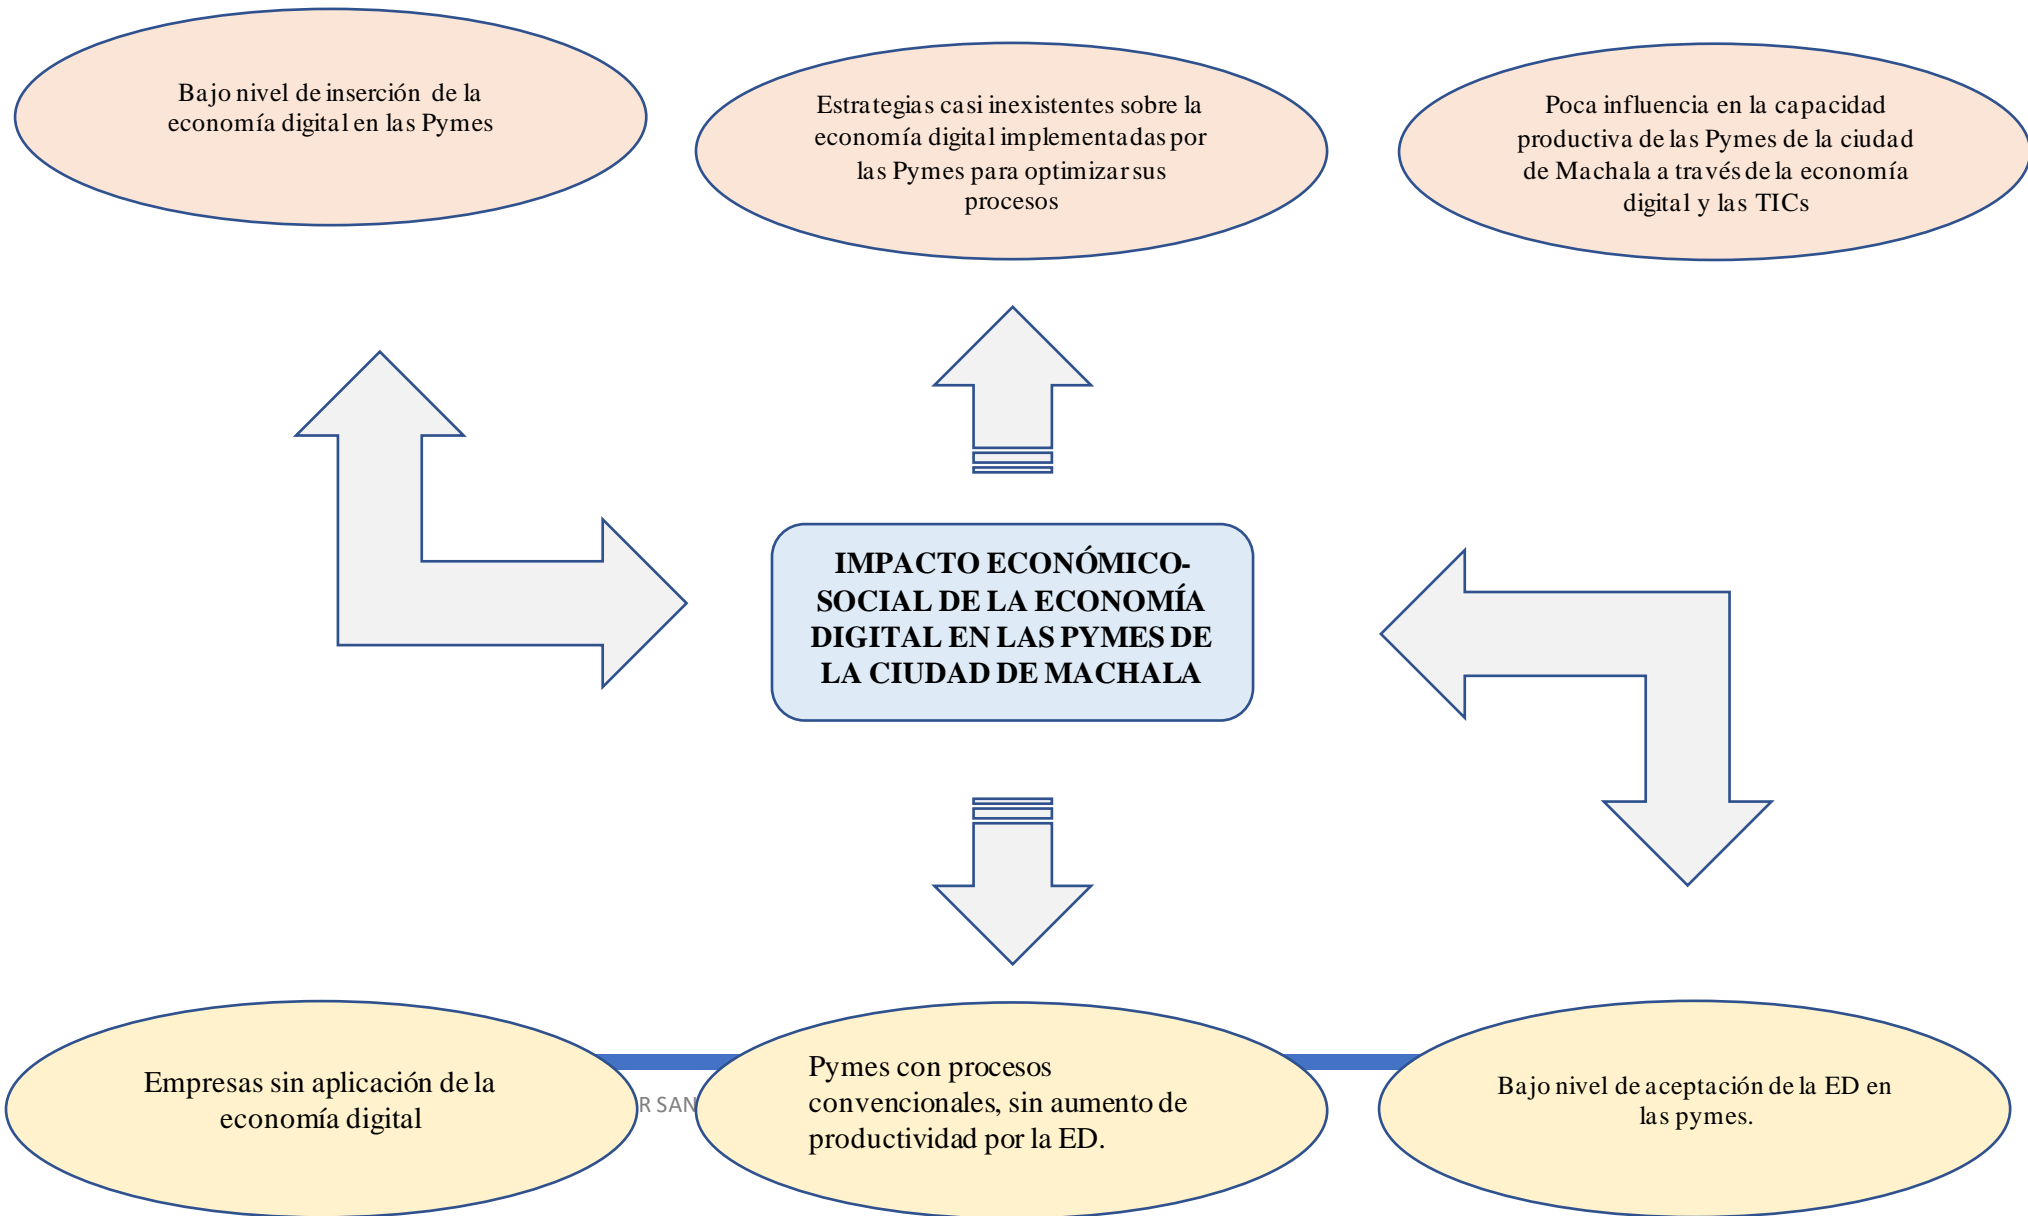 Bajo nivel de inserción de la
economía digital en las Pymes
Estrategias casi inexistentes sobre la
economía digital implementadas por
las Pymes para optimizar sus
procesos
Poca influencia en la capacidad
productiva de las Pymes de la ciudad
de Machala a través de la economía
digital y las TICs
IMPACTO ECONÓMICO-
SOCIAL DE LA ECONOMÍA
DIGITAL EN LAS PYMES DE
LA CIUDAD DE MACHALA
Empresas sin aplicación de la
economía digital
R SAN
Pymes con procesos
convencionales, sin aumento de
productividad por la ED.
Bajo nivel de aceptación de la ED en
las pymes.